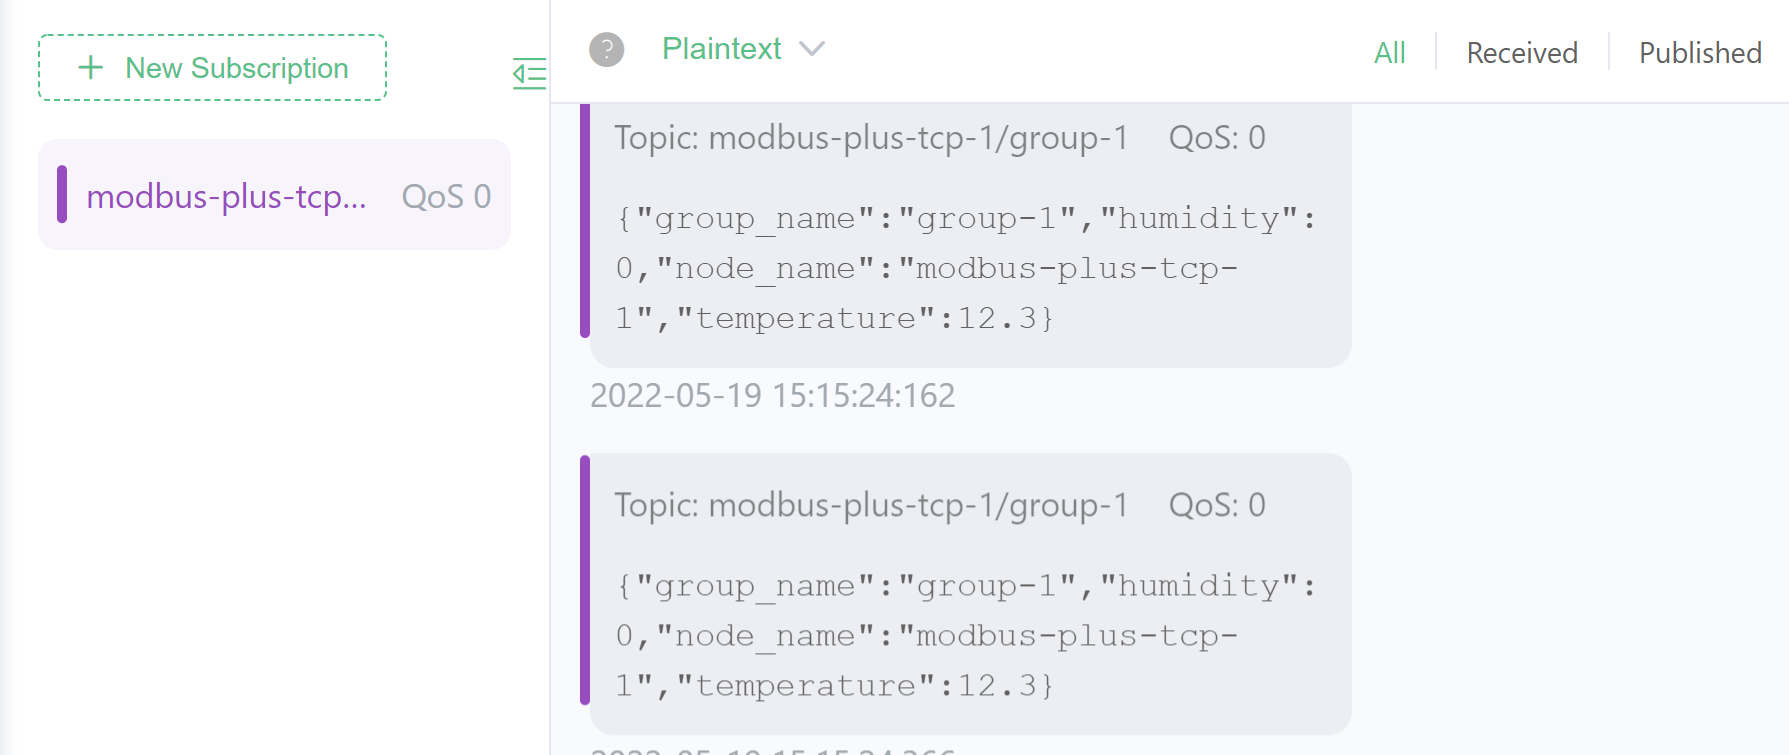 New Subscription
modbus-plus-tcp... QoS 0
Plaintext
All Received Published
Topic: modbus-plus-tcp-1/group-1 QoS: 0
{"group_name":"group-1","humidity":
0,"node_name":"modbus-plus-tcp-
1","temperature":12.3}
2022-05-19 15:15:24:162
Topic: modbus-plus-tcp-1/group-1 QoS: 0
{"group_name":"group-1","humidity":
0,"node_name":"modbus-plus-tcp-
1","temperature":12.3}